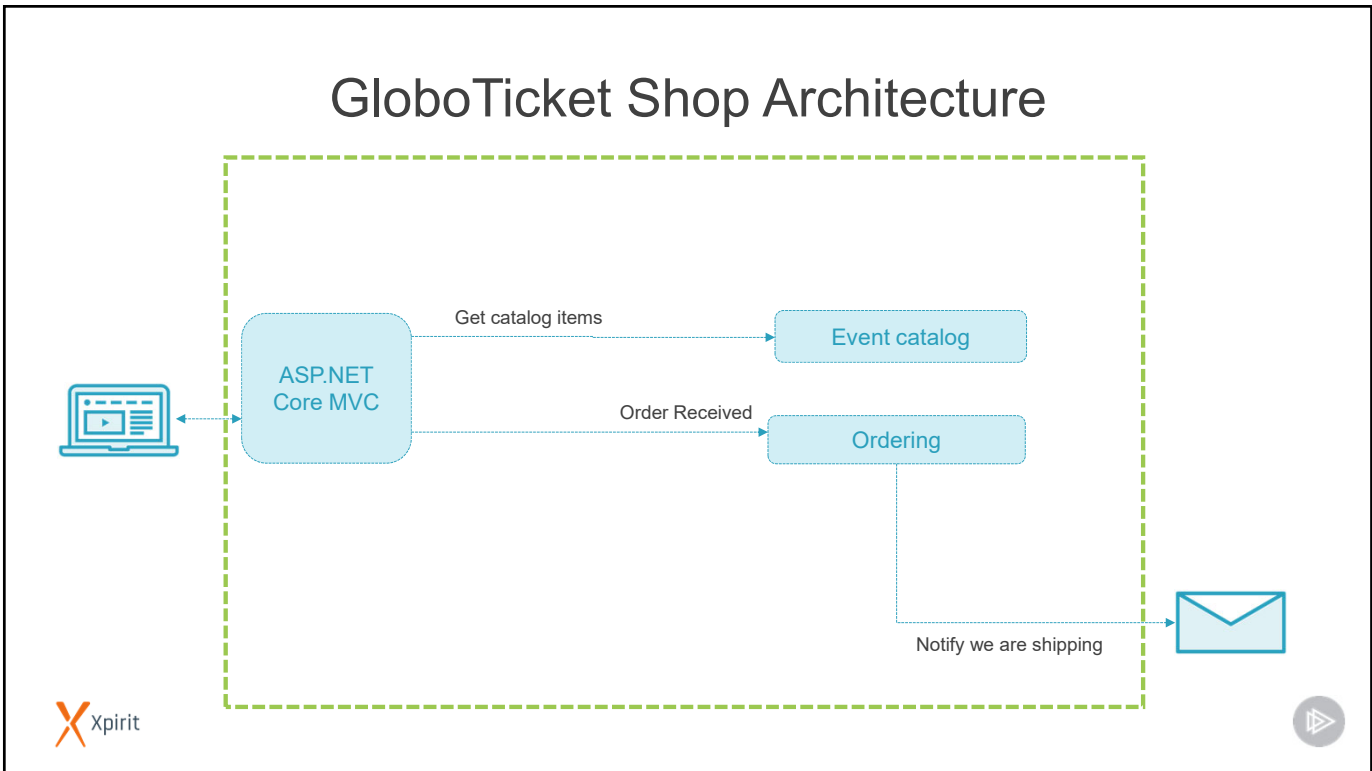 GloboTicket Shop Architecture
Get catalog items
Event catalog
ASP.NET
Core MVC
Order Received
Ordering
Notify we are shipping
Xpirit